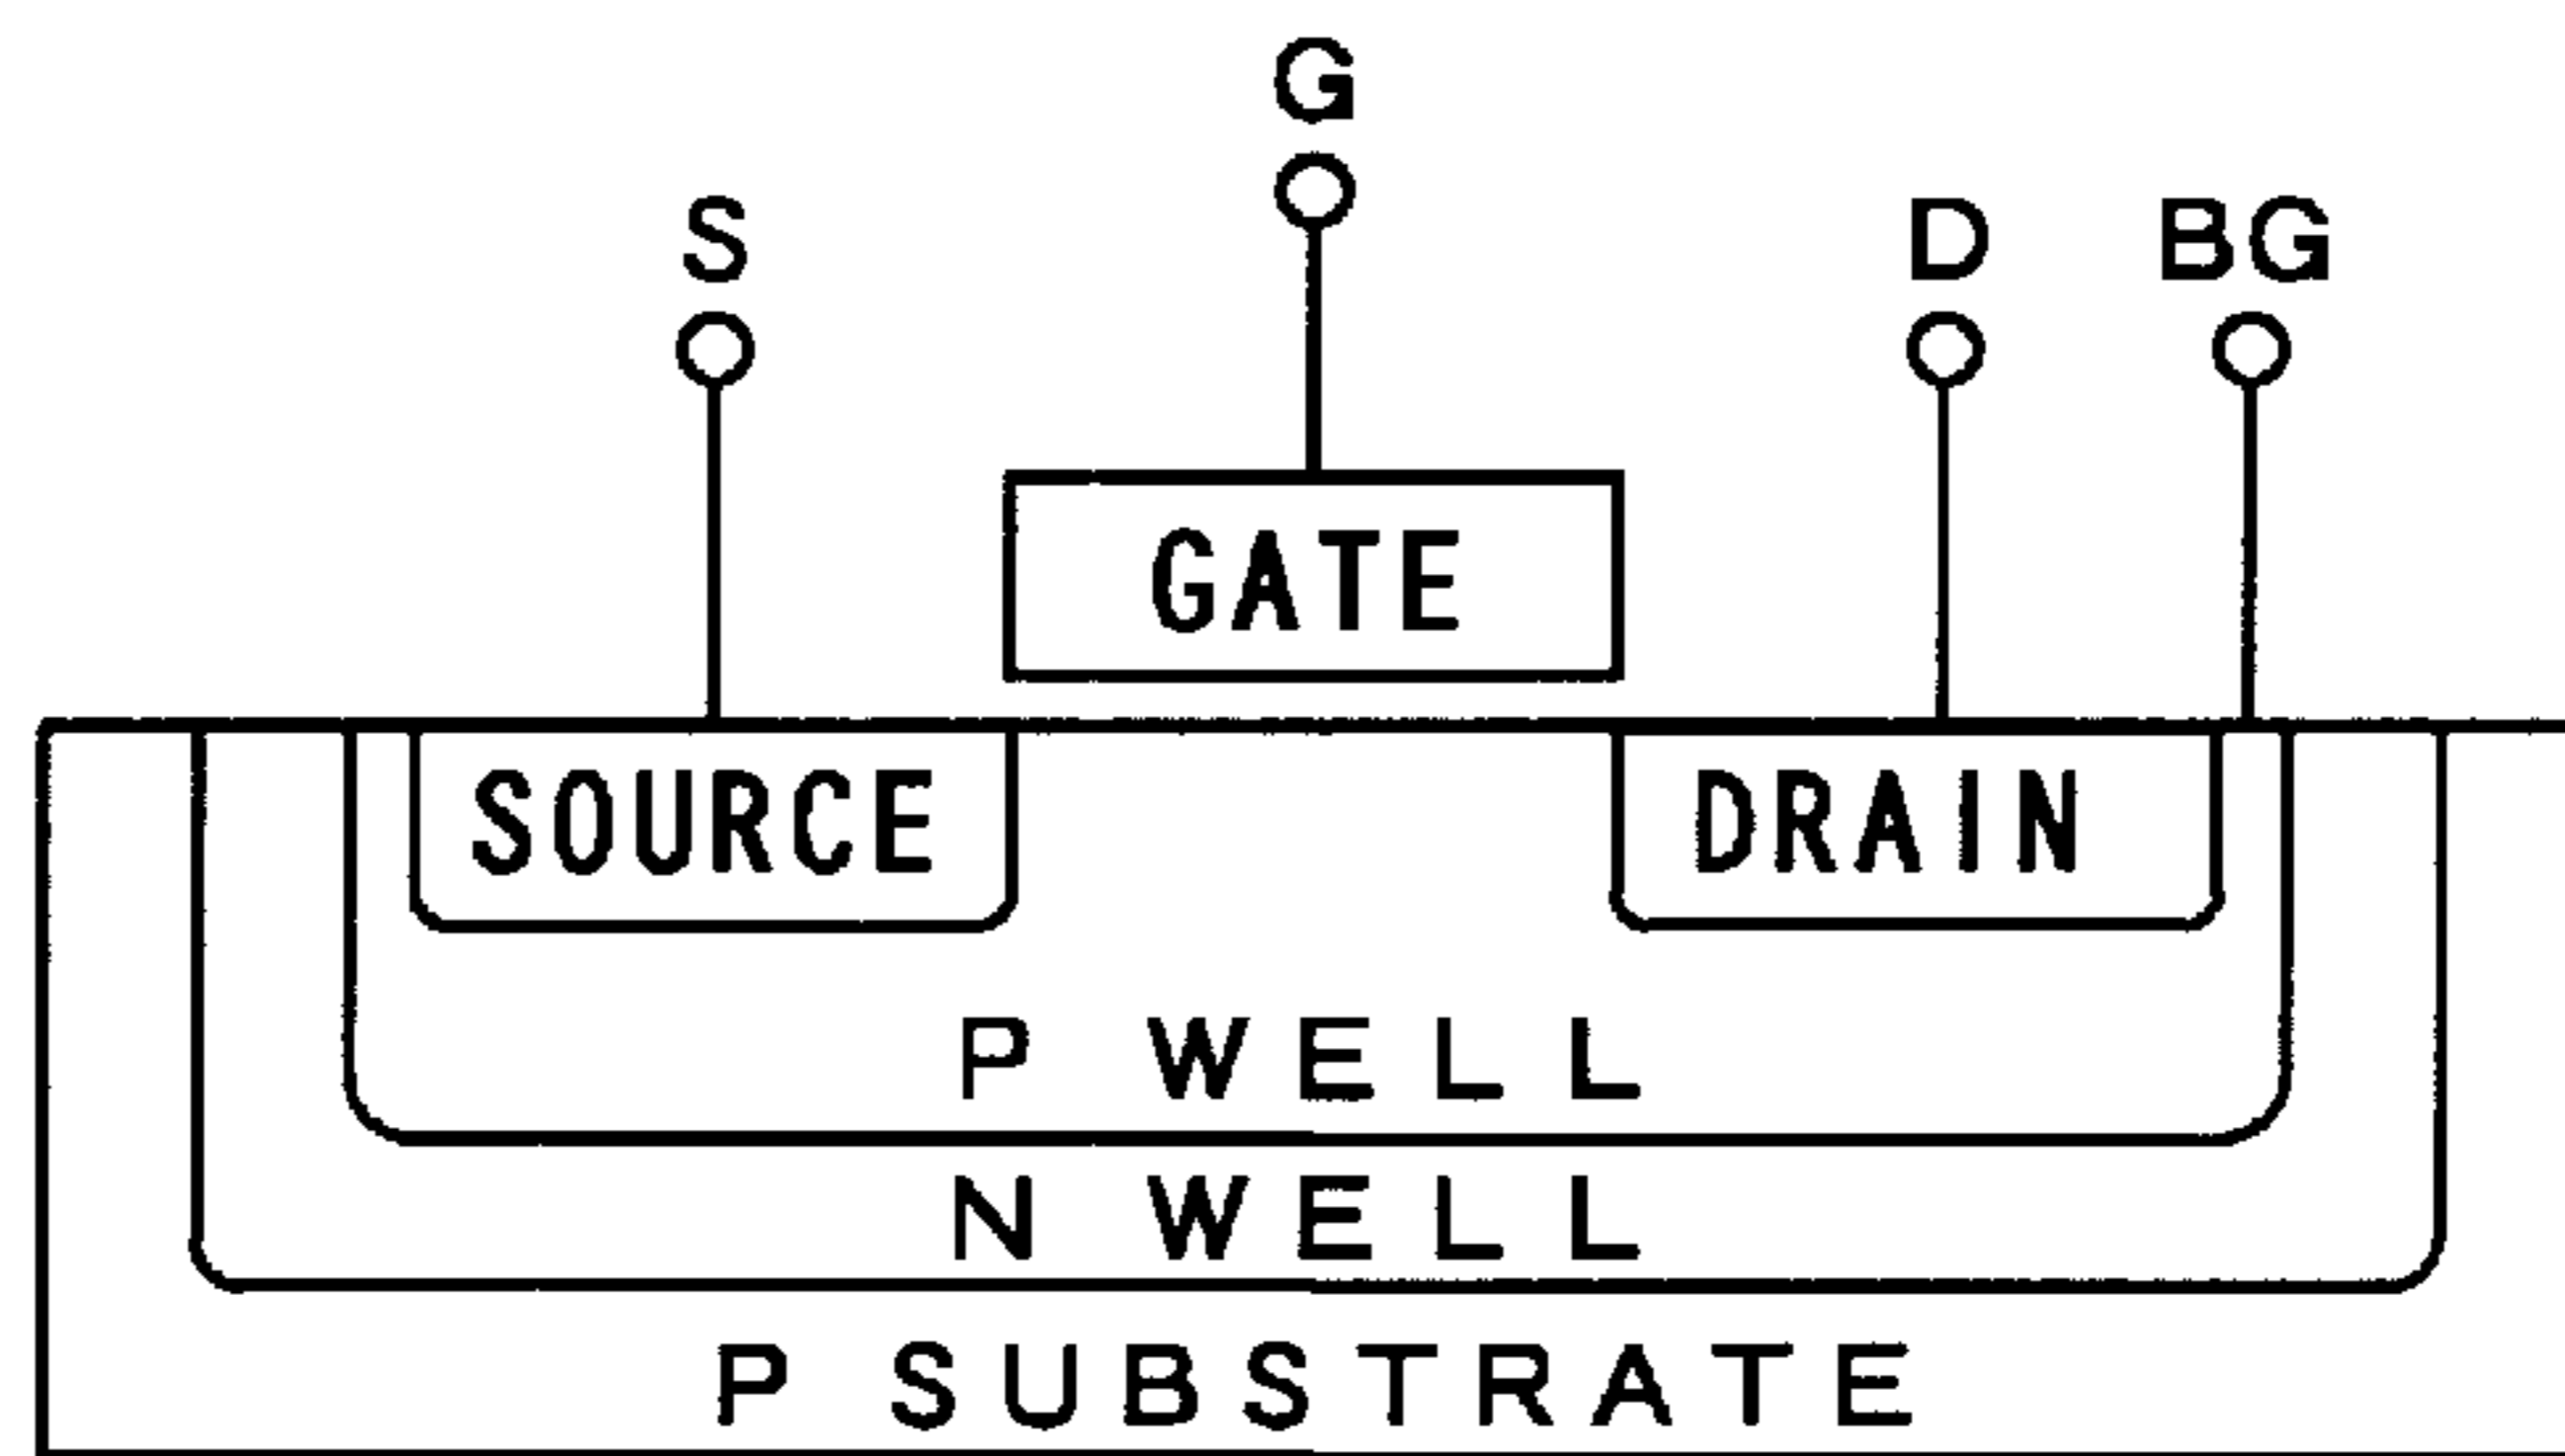 G
S D BG
GATE
SOURCE DRAIN
P WELL
N WELL
P SUBSTRATE